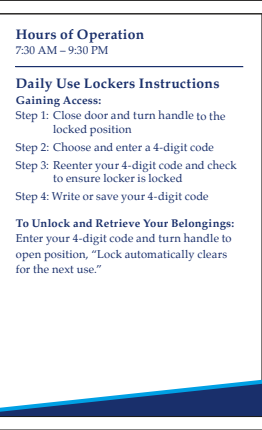 Hours of Operation
7:30 AM – 9:30 PM
Daily Use Lockers Instructions
Gaining Access:
Step 1: Close door and turn handle to the
locked position
Step 2: Choose and enter a 4-digit code
Step 3: Reenter your 4-digit code and check
to ensure locker is locked
Step 4: Write or save your 4-digit code
To Unlock and Retrieve Your Belongings:
Enter your 4-digit code and turn handle to
open position, “Lock automatically clears
for the next use.”